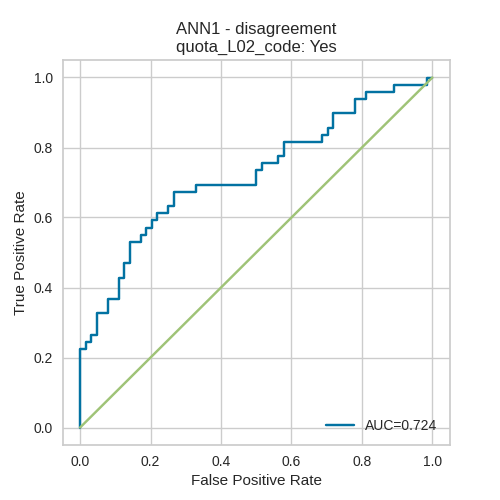 ANN1 - disagreement
quota_L02_code: Yes
True Positive Rate
1.0
0.8
0.6
0.4
0.2
0.0
AUC=0.724
0.0 0.2 0.4 0.6 0.8 1.0
False Positive Rate